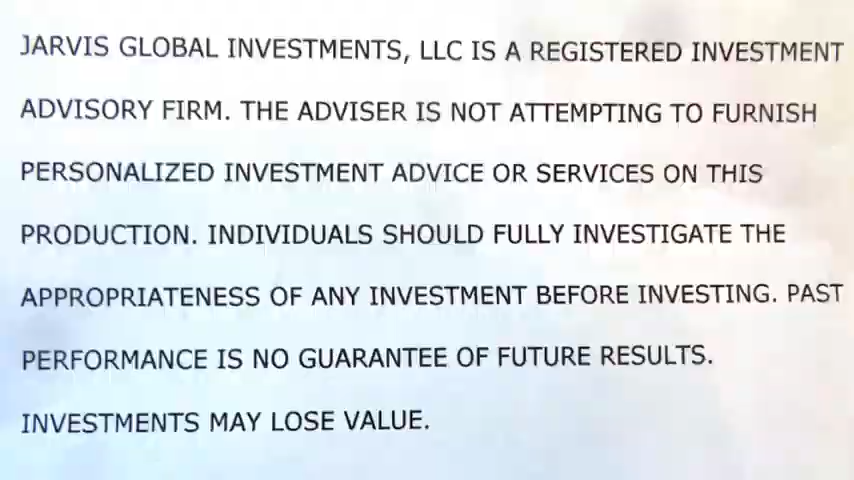 JARVIS GLOBAL INVESTMENTS, LLC IS A REGISTERED INVESTMENT
ADVISORY FIRM. THE ADVISER IS NOT ATTEMPTING TO FURNISH
PERSONALIZED INVESTMENT ADVICE OR SERVICES ON THIS
PRODUCTION. INDIVIDUALS SHOULD FULLY INVESTIGATE THE
APPROPRIATENESS OF ANY INVESTMENT BEFORE INVESTING. PAST
PERFORMANCE IS NO GUARANTEE OF FUTURE RESULTS.
INVESTMENTS MAY LOSE VALUE.